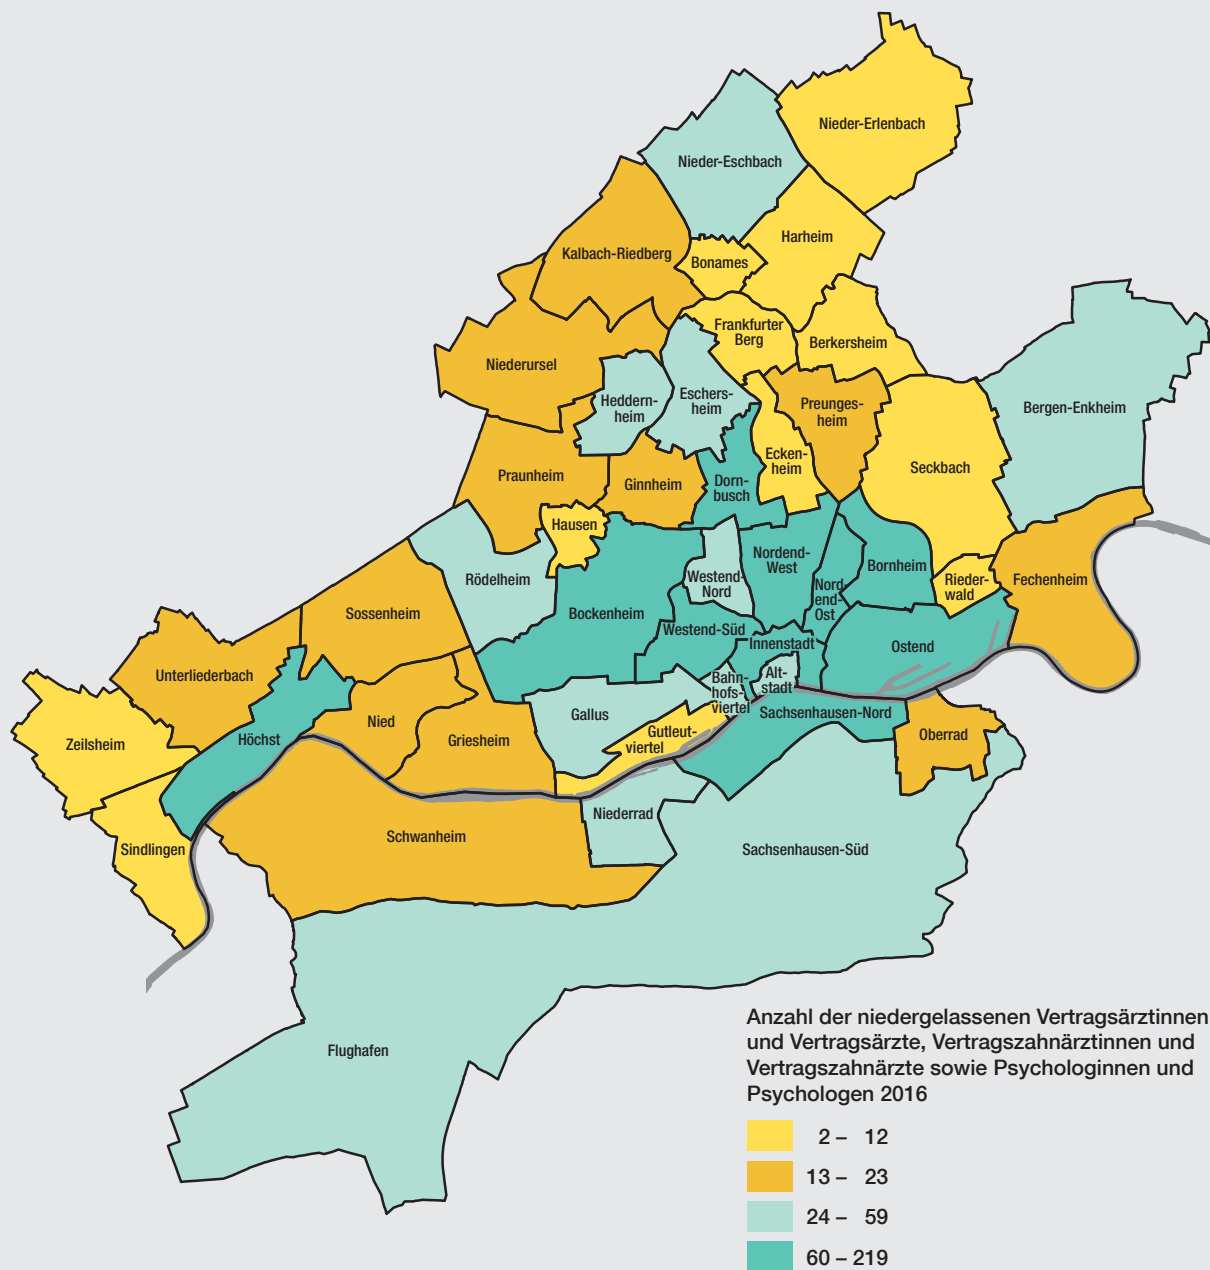 Nieder-Erlenbach
Nieder-Eschbach
Harheim
Kalbach-Riedberg
Bonames
Frankfurter
Berg
Berkersheim
Niederursel
Heddern-
heim
Eschers-
heim
Preunges-
heim
Bergen-Enkheim
Praunheim
Ginnheim
Dorn-
busch
Ecken-
heim
Seckbach
Hausen
Rödelheim
Westend-
Nord
Nordend-
West
Nord
end-
Ost
Bornheim
Rieder-
wald
Fechenheim
Sossenheim
Bockenheim
Westend-Süd
Innenstadt
Ostend
Unterliederbach
Bahn-
hofs-
viertel
Alt-
stadt
Zeilsheim
Höchst
Nied
Griesheim
Gallus
Gutleut-
viertel
Sachsenhausen-Nord
Oberrad
Sindlingen
Schwanheim
Niederrad
Sachsenhausen-Süd
Flughafen
Anzahl der niedergelassenen Vertragsärztinnen
und Vertragsärzte, Vertragszahnärztinnen und
Vertragszahnärzte sowie Psychologinnen und
Psychologen 2016
2 – 12
13 – 23
24 – 59
60 – 219